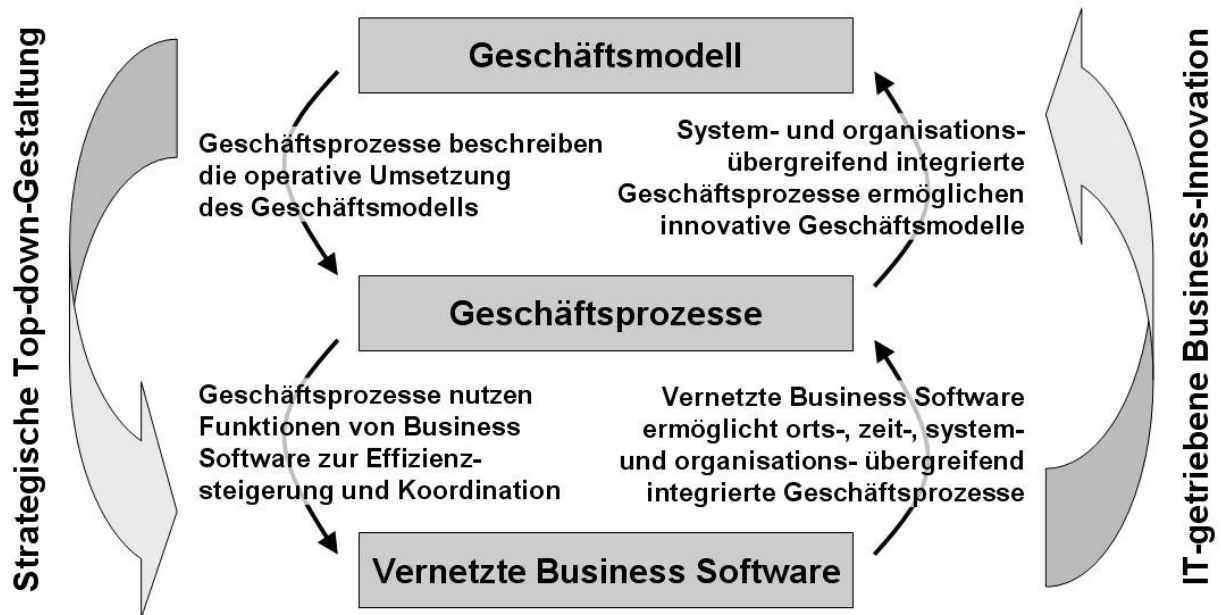 Strategische Top-down-Gestaltung
Geschäftsmodell
Geschäftsprozesse beschreiben
die operative Umsetzung
des Geschäftsmodells
System- und organisations-
übergreifend integrierte
Geschäftsprozesse ermöglichen
innovative Geschäftsmodelle
Geschäftsprozesse
Geschäftsprozesse nutzen
Funktionen von Business
Software zur Effizienz-
steigerung und Koordination
Vernetzte Business Software
ermöglicht orts-, zeit-, system-
und organisations- übergreifend
integrierte Geschäftsprozesse
Vernetzte Business Software
IT-getriebene Business-Innovation